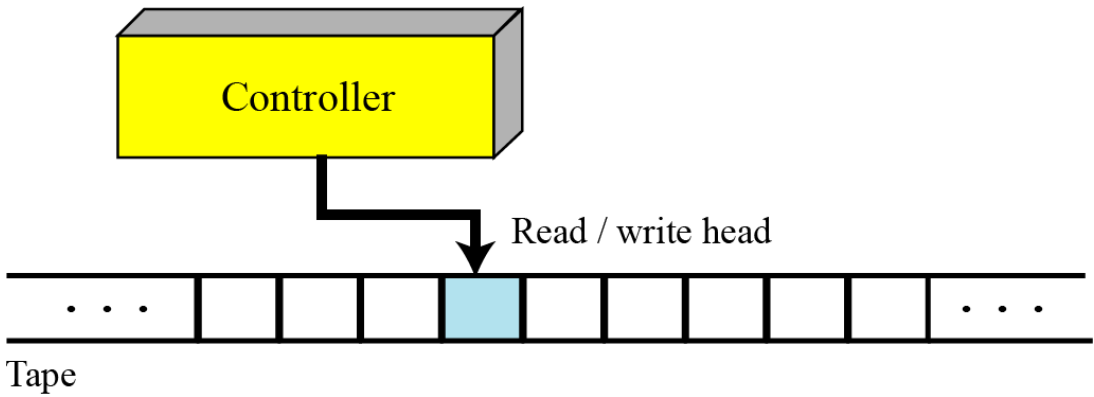 Controller
Read / write head
. . .
. . .
Tape